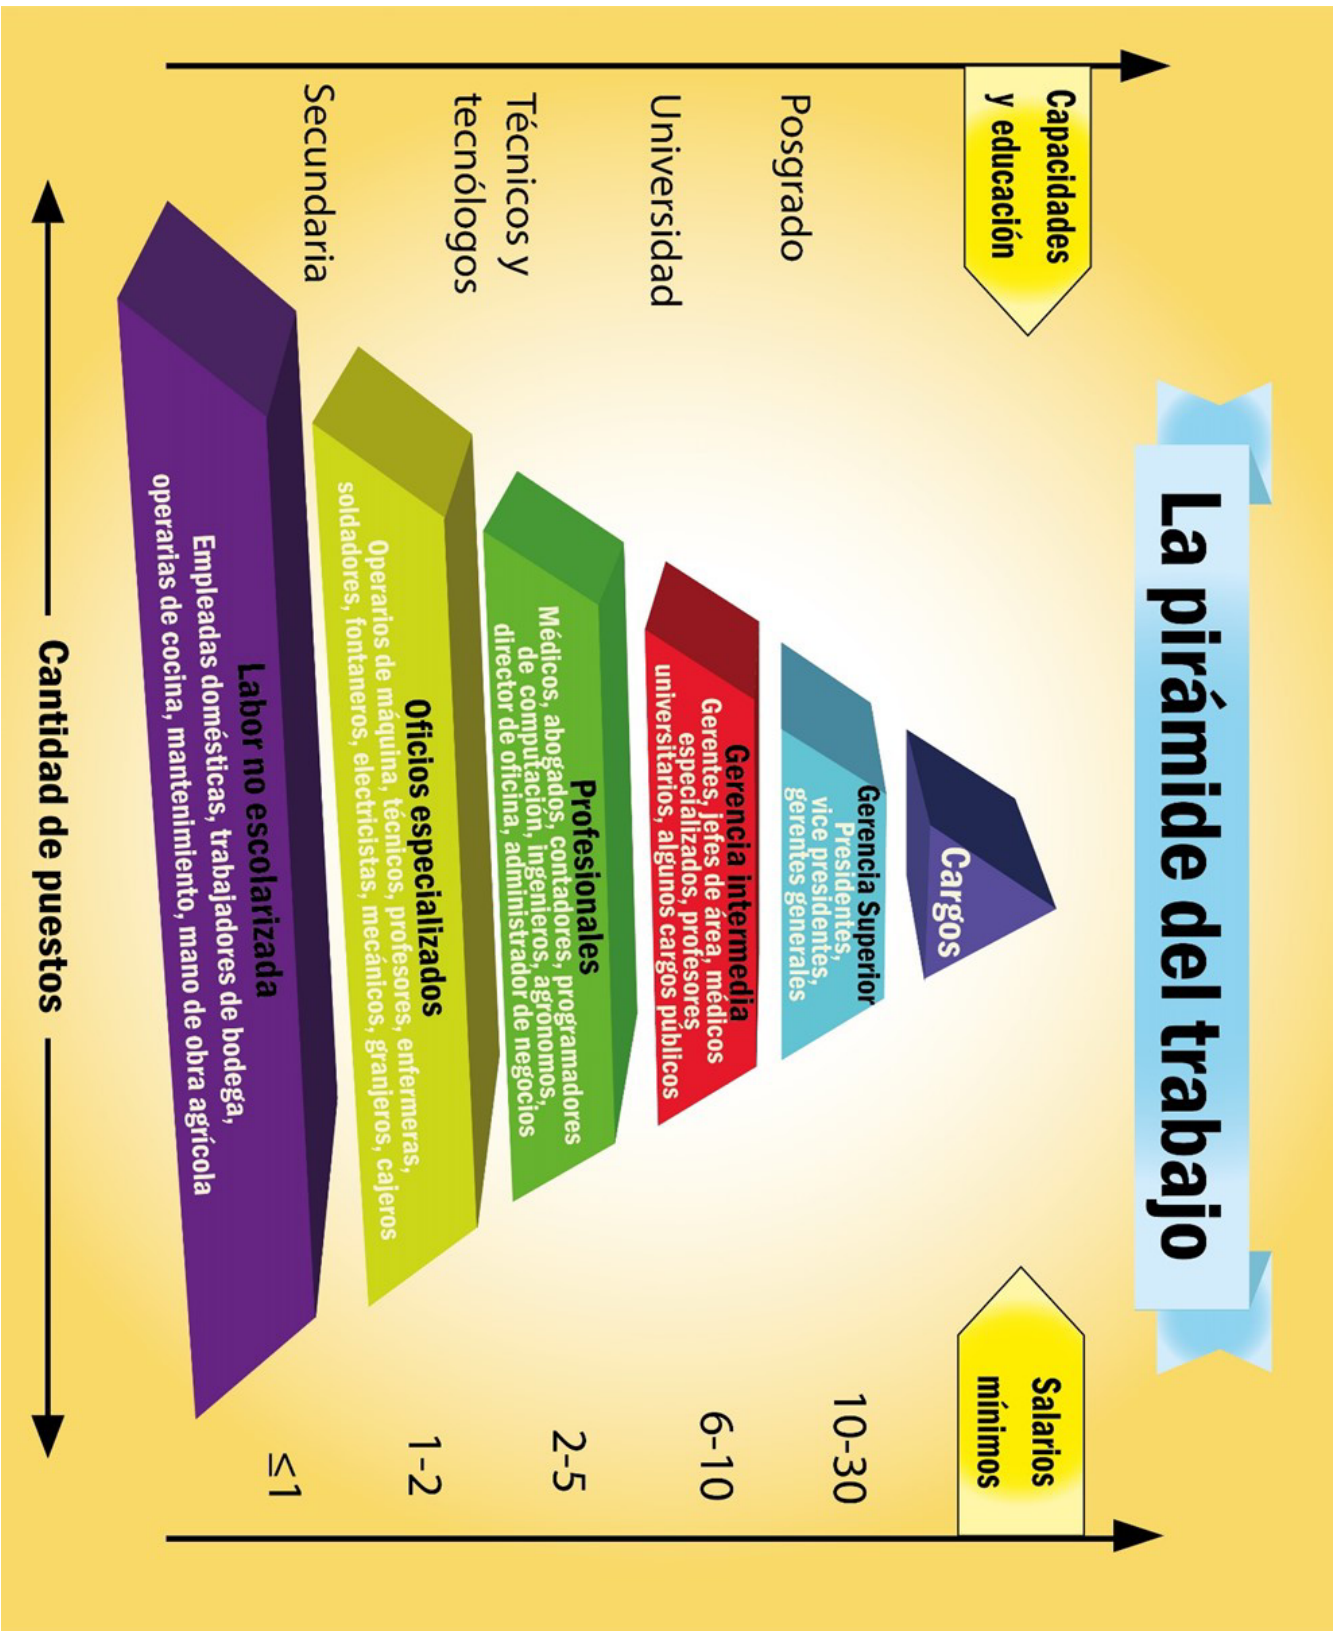 La pirámide del trabajo
Capacidades
y educación
Salarios
mínimos
Cargos
Posgrado
Gerencia Superior
Presidentes,
vice presidentes,
gerentes generales
10-30
Universidad
Gerencia intermedia
Gerentes, jefes de área, médicos
especializados, profesores
universitarios, algunos cargos públicos
6-10
Técnicos y
tecnólogos
Profesionales
Médicos, abogados, contadores, programadores
de computación, ingenieros, agrónomos,
director de oficina, administrador de negocios
2-5
Secundaria
Oficios especializados
Operarios de máquina, técnicos, profesores, enfermeras,
soldadores, fontaneros, electricistas, mecánicos, granjeros, cajeros
1-2
Labor no escolarizada
Empleadas domésticas, trabajadores de bodega,
operarias de cocina, mantenimiento, mano de obra agrícola
≤1
Cantidad de puestos